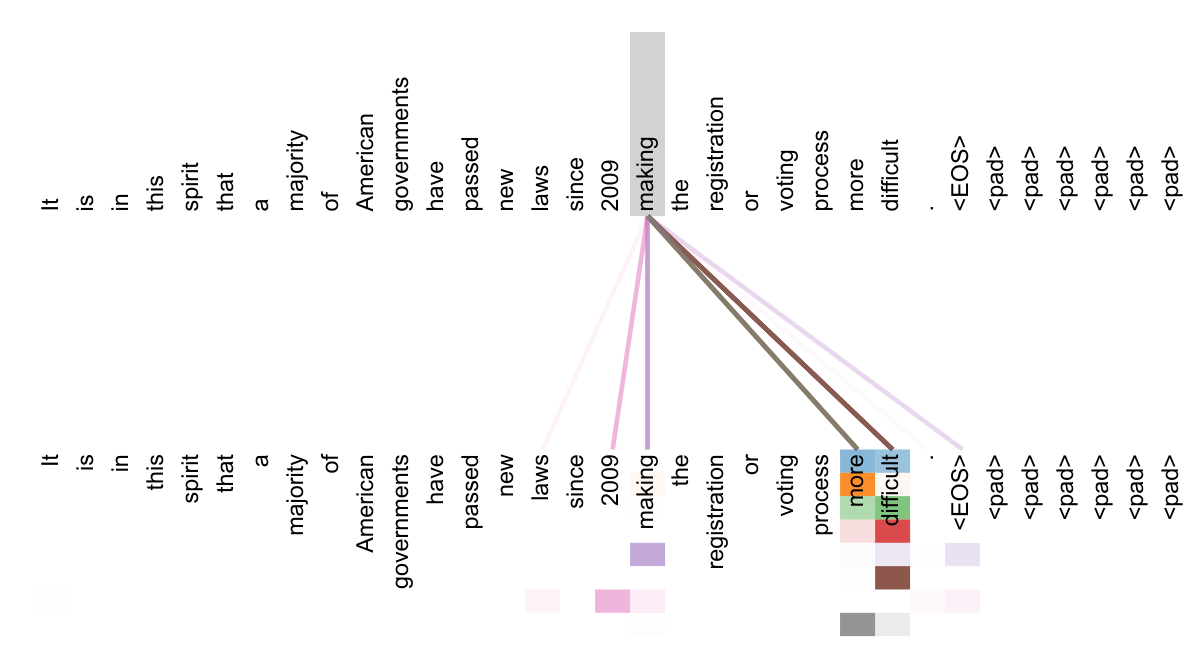 It is in this spirit that a majority of American governments have passed new laws since 2009 making the registration or voting process more difficult . <EOS> <pad> <pad> <pad> <pad> <pad> <pad>
It is in this spirit that a majority of American governments have passed new laws since 2009 making the registration or voting process more difficult . <EOS> <pad> <pad> <pad> <pad> <pad> <pad>